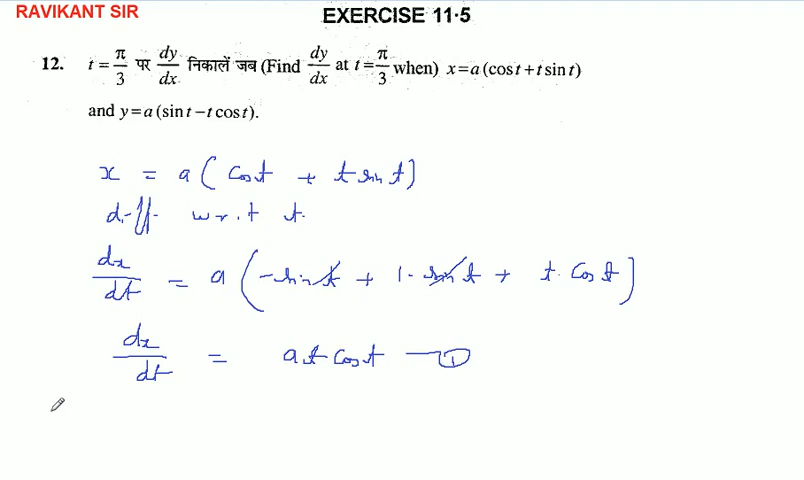 RAVIKANT SIR
EXERCISE 11·5
12. t = π/3 पर dy/dx निकालें जब (Find dy/dx at t = π/3 when) x = a (cos t + t sin t)
and y = a (sin t – t cos t).
x = a ( cos t + t sin t )
diff. w.r.t t.
dx/dt = a ( - sin t + 1. sin t + t. cos t )
dx/dt = at cos t — ①